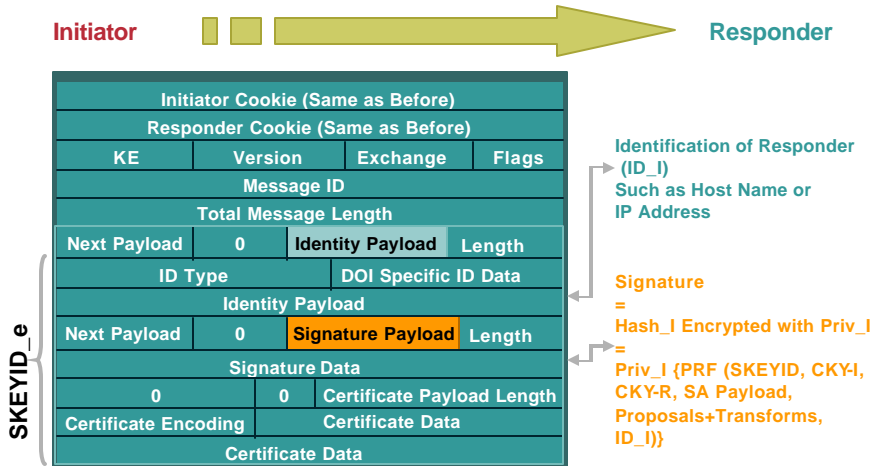 Initiator
Responder
Initiator Cookie (Same as Before)
Responder Cookie (Same as Before)
KE Version Exchange Flags
Message ID
Total Message Length
Next Payload 0 Identity Payload Length
ID Type DOI Specific ID Data
Identity Payload
Next Payload 0 Signature Payload Length
Signature Data
0 0 Certificate Payload Length
Certificate Encoding Certificate Data
Certificate Data
SKEYID_e
Identification of Responder
(ID_I)
Such as Host Name or
IP Address
Signature
=
Hash_I Encrypted with Priv_I
=
Priv_I {PRF (SKEYID, CKY-I,
CKY-R, SA Payload,
Proposals+Transforms,
ID_I)}